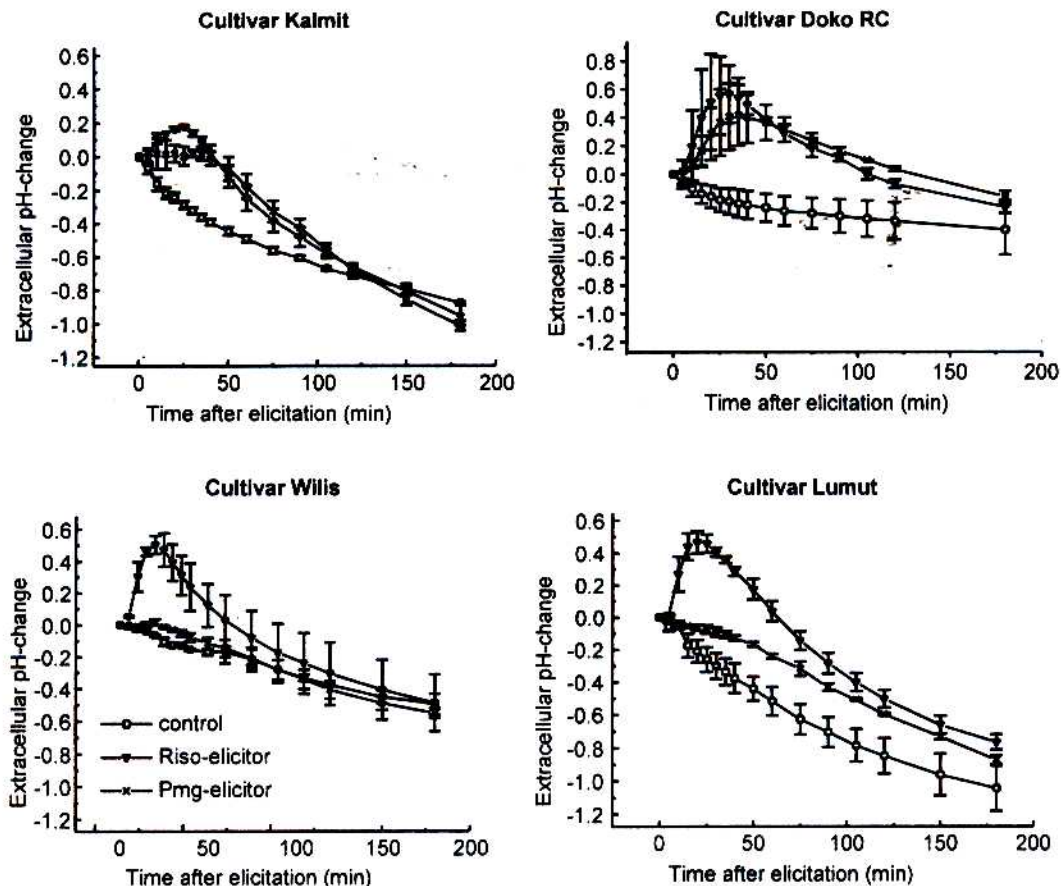 Cultivar Kalmit
Extracellular pH-change
0.6
0.4
0.2
0.0
-0.2
-0.4
-0.6
-0.8
-1.0
-1.2
0 50 100 150 200
Time after elicitation (min)
Cultivar Doko RC
Extracellular pH-change
0.8
0.6
0.4
0.2
0.0
-0.2
-0.4
-0.6
-0.8
-1.0
-1.2
0 50 100 150 200
Time after elicitation (min)
Cultivar Wilis
Extracellular pH-change
0.6
0.4
0.2
0.0
-0.2
-0.4
-0.6
-0.8
-1.0
-1.2
control
Riso-elicitor
Pmg-elicitor
0 50 100 150 200
Time after elicitation (min)
Cultivar Lumut
Extracellular pH-change
0.6
0.4
0.2
0.0
-0.2
-0.4
-0.6
-0.8
-1.0
-1.2
0 50 100 150 200
Time after elicitation (min)